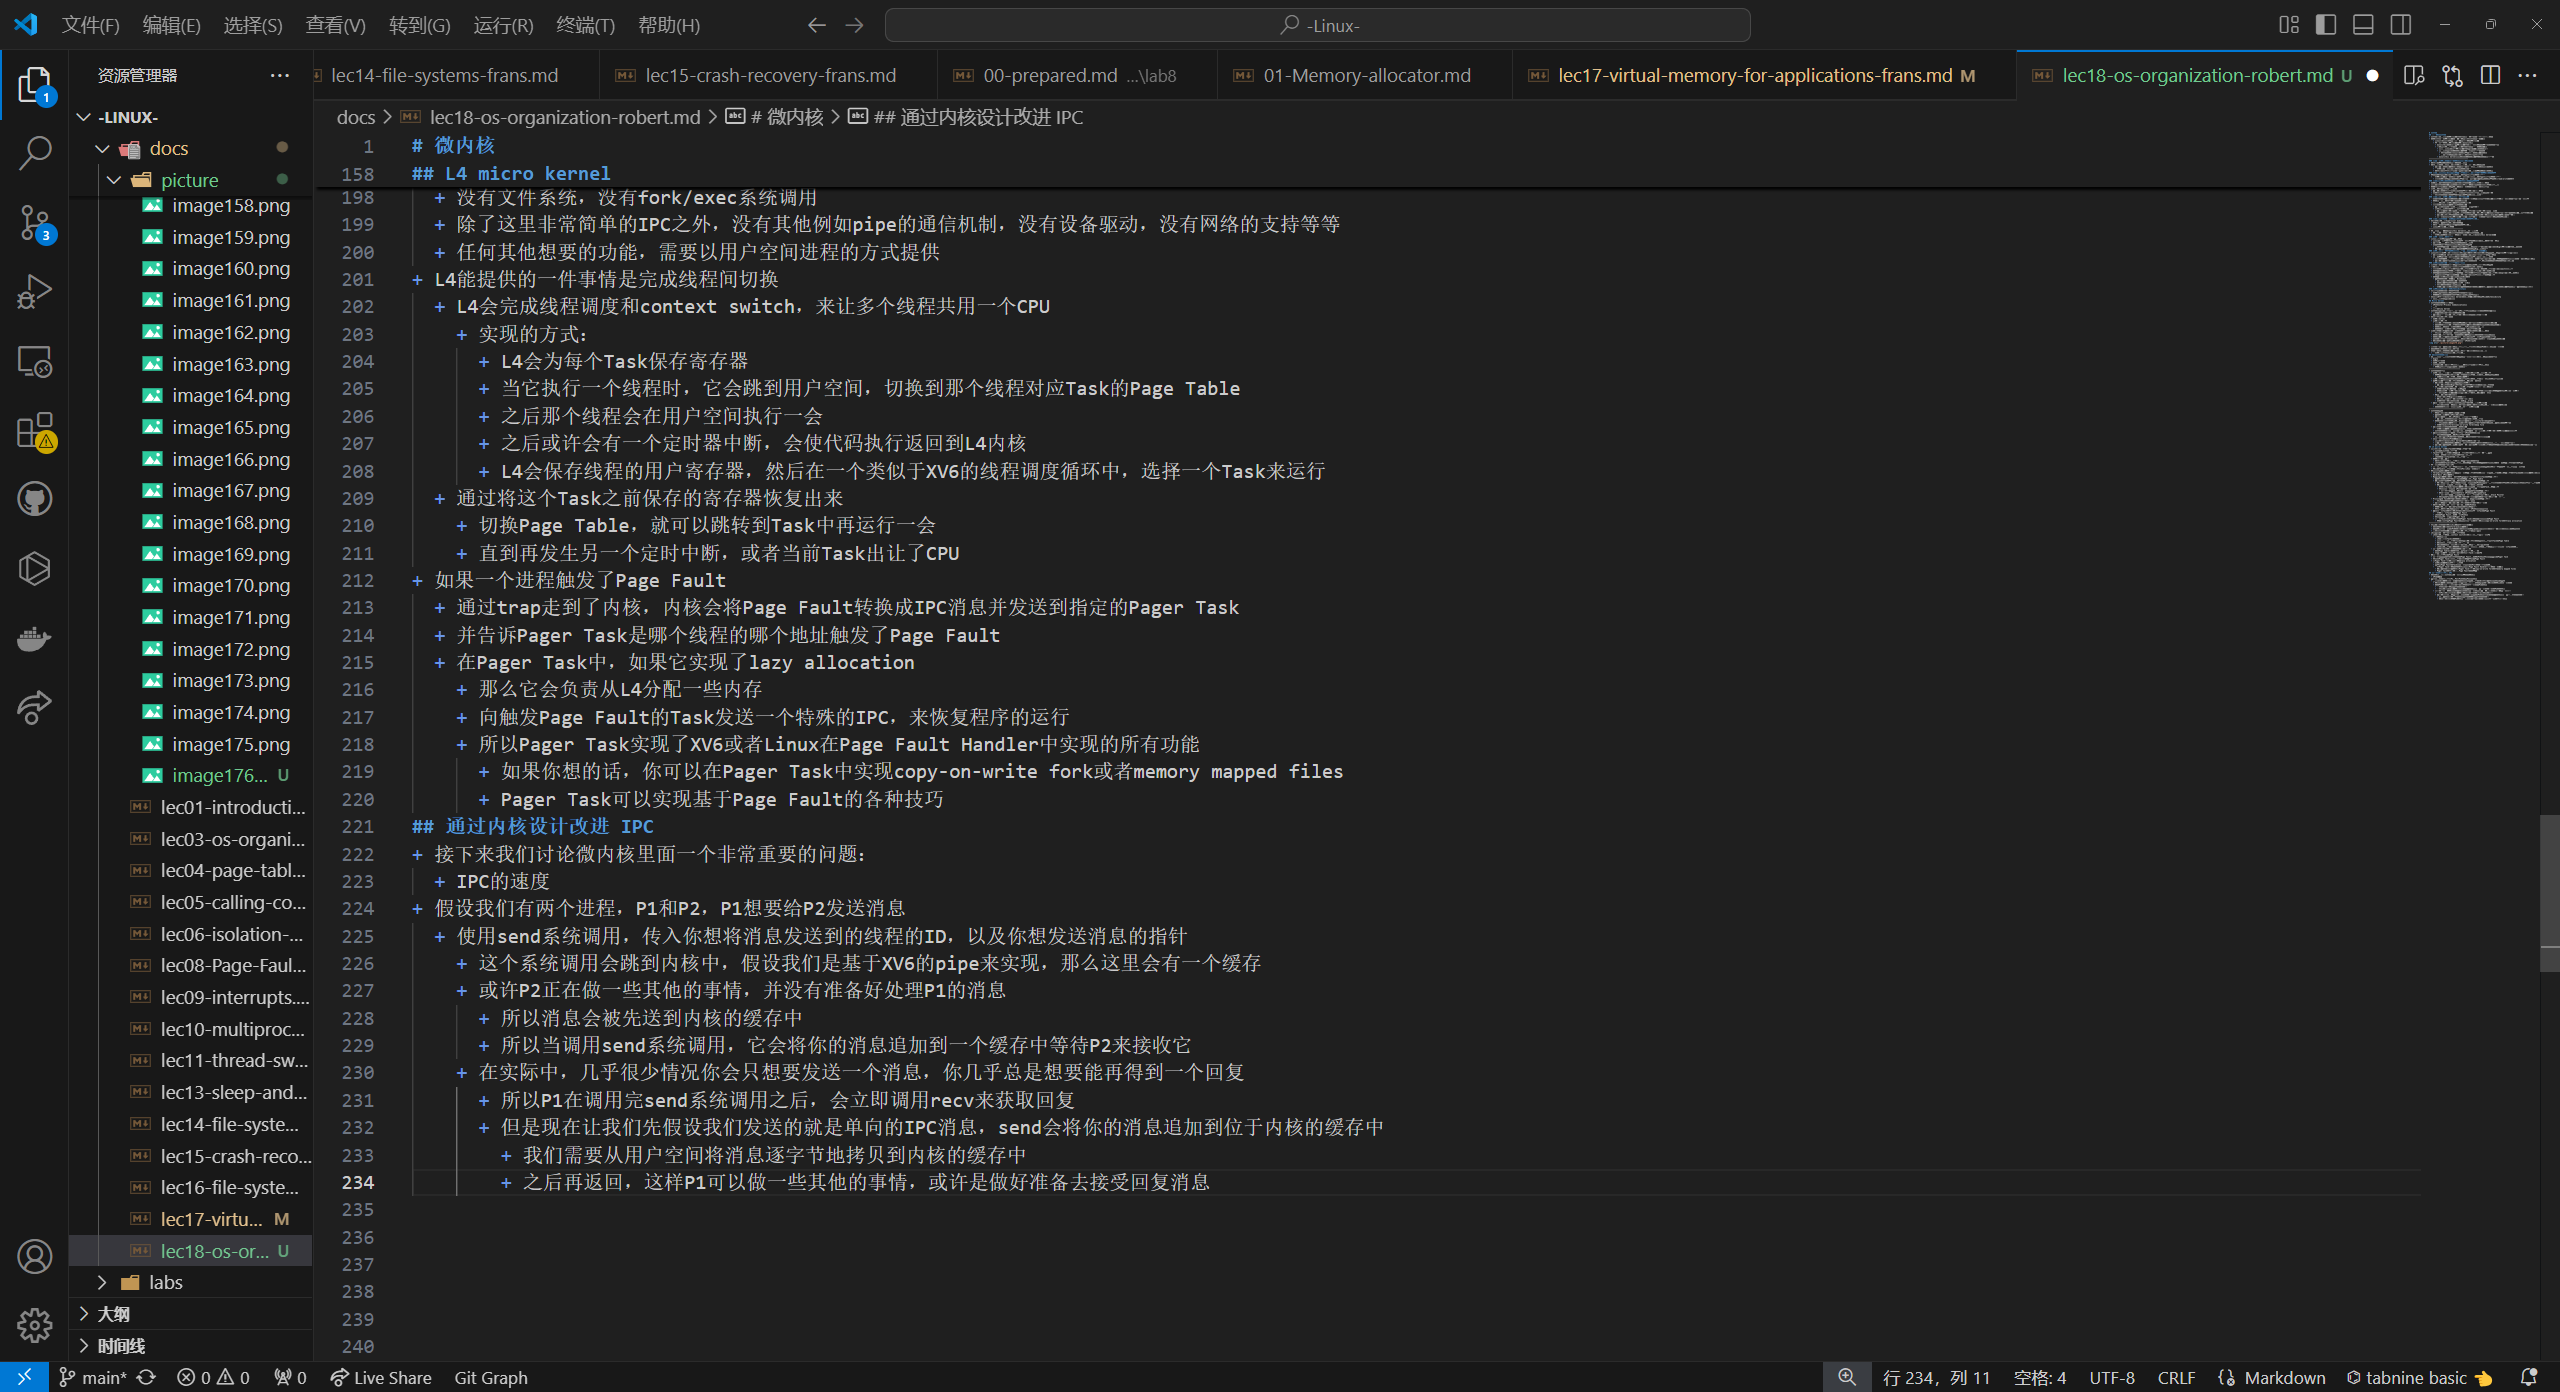 文件(F) 编辑(E) 选择(S) 查看(V) 转到(G) 运行(R) 终端(T) 帮助(H)
-Linux-
资源管理器
lec14-file-systems-frans.md
lec15-crash-recovery-frans.md
00-prepared.md ...\lab8
01-Memory-allocator.md
lec17-virtual-memory-for-applications-frans.md M
lec18-os-organization-robert.md U
-LINUX-
docs
picture
image158.png
image159.png
image160.png
image161.png
image162.png
image163.png
image164.png
image165.png
image166.png
image167.png
image168.png
image169.png
image170.png
image171.png
image172.png
image173.png
image174.png
image175.png
image176... U
lec01-introducti...
lec03-os-organi...
lec04-page-tabl...
lec05-calling-co...
lec06-isolation-...
lec08-Page-Faul...
lec09-interrupts....
lec10-multiproc...
lec11-thread-sw...
lec13-sleep-and...
lec14-file-syste...
lec15-crash-reco...
lec16-file-syste...
lec17-virtu... M
lec18-os-or... U
labs
大纲
时间线
1
3
docs > lec18-os-organization-robert.md > # 微内核 > ## 通过内核设计改进 IPC
1 # 微内核
158 ## L4 micro kernel
198 + 没有文件系统，没有fork/exec系统调用
199 + 除了这里非常简单的IPC之外，没有其他例如pipe的通信机制，没有设备驱动，没有网络的支持等等
200 + 任何其他想要的功能，需要以用户空间进程的方式提供
201 + L4能提供的一件事情是完成线程间切换
202 + L4会完成线程调度和context switch，来让多个线程共用一个CPU
203 + 实现的方式：
204 + L4会为每个Task保存寄存器
205 + 当它执行一个线程时，它会跳到用户空间，切换到那个线程对应Task的Page Table
206 + 之后那个线程会在用户空间执行一会
207 + 之后或许会有一个定时器中断，会使代码执行返回到L4内核
208 + L4会保存线程的用户寄存器，然后在一个类似于XV6的线程调度循环中，选择一个Task来运行
209 + 通过将这个Task之前保存的寄存器恢复出来
210 + 切换Page Table，就可以跳转到Task中再运行一会
211 + 直到再发生另一个定时中断，或者当前Task出让了CPU
212 + 如果一个进程触发了Page Fault
213 + 通过trap走到了内核，内核会将Page Fault转换成IPC消息并发送到指定的Pager Task
214 + 并告诉Pager Task是哪个线程的哪个地址触发了Page Fault
215 + 在Pager Task中，如果它实现了lazy allocation
216 + 那么它会负责从L4分配一些内存
217 + 向触发Page Fault的Task发送一个特殊的IPC，来恢复程序的运行
218 + 所以Pager Task实现了XV6或者Linux在Page Fault Handler中实现的所有功能
219 + 如果你想的话，你可以在Pager Task中实现copy-on-write fork或者memory mapped files
220 + Pager Task可以实现基于Page Fault的各种技巧
221 ## 通过内核设计改进 IPC
222 + 接下来我们讨论微内核里面一个非常重要的问题：
223 + IPC的速度
224 + 假设我们有两个进程，P1和P2，P1想要给P2发送消息
225 + 使用send系统调用，传入你想将消息发送到的线程的ID，以及你想发送消息的指针
226 + 这个系统调用会跳到内核中，假设我们是基于XV6的pipe来实现，那么这里会有一个缓存
227 + 或许P2正在做一些其他的事情，并没有准备好处理P1的消息
228 + 所以消息会被先送到内核的缓存中
229 + 所以当调用send系统调用，它会将你的消息追加到一个缓存中等待P2来接收它
230 + 在实际中，几乎很少情况你会只想要发送一个消息，你几乎总是想要能再得到一个回复
231 + 所以P1在调用完send系统调用之后，会立即调用recv来获取回复
232 + 但是现在让我们先假设我们发送的就是单向的IPC消息，send会将你的消息追加到位于内核的缓存中
233 + 我们需要从用户空间将消息逐字节地拷贝到内核的缓存中
234 + 之后再返回，这样P1可以做一些其他的事情，或许是做好准备去接受回复消息
235
236
237
238
239
240
main* 0 0 0 Live Share Git Graph
行 234，列 11 空格: 4 UTF-8 CRLF Markdown tabnine basic